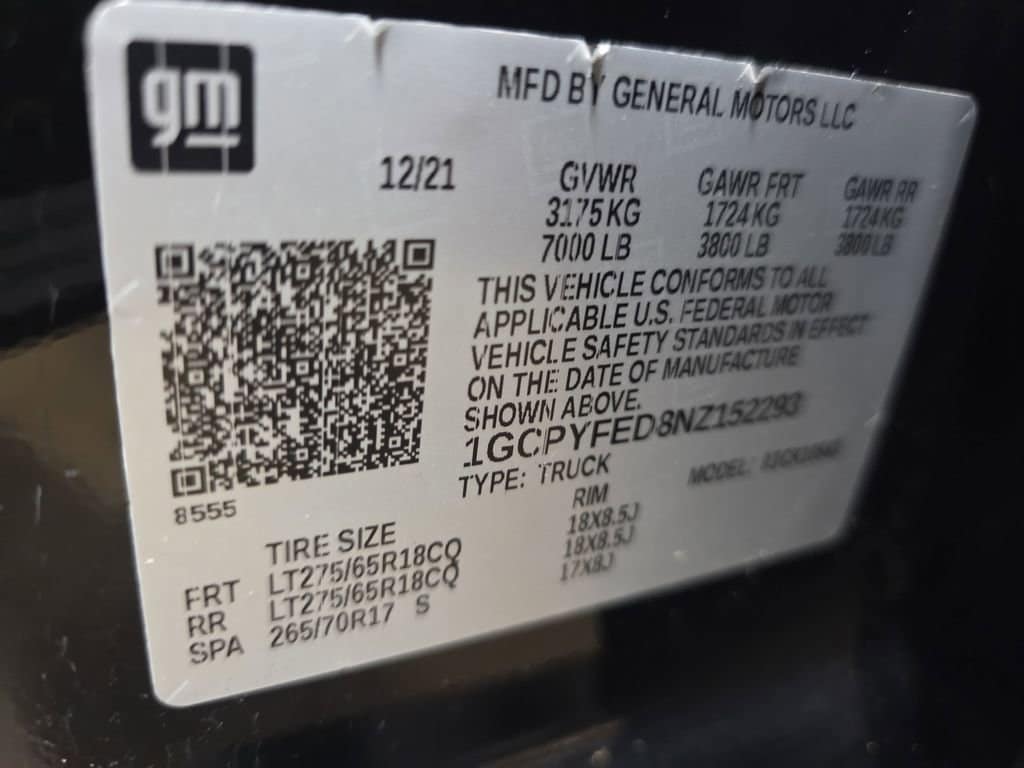 gm
MFD BY GENERAL MOTORS LLC
12/21 GVWR GAWR FRT GAWR RR
3175 KG 1724 KG 1724 KG
7000 LB 3800 LB 3800 LB
THIS VEHICLE CONFORMS TO ALL
APPLICABLE U.S. FEDERAL MOTOR
VEHICLE SAFETY STANDARDS IN EFFECT
ON THE DATE OF MANUFACTURE
SHOWN ABOVE.
1GCPYFED8NZ152293
TYPE: TRUCK MODEL:
8555
TIRE SIZE RIM
FRT LT275/65R18CQ 18X8.5J
RR LT275/65R18CQ 18X8.5J
SPA 265/70R17 S 17X8J